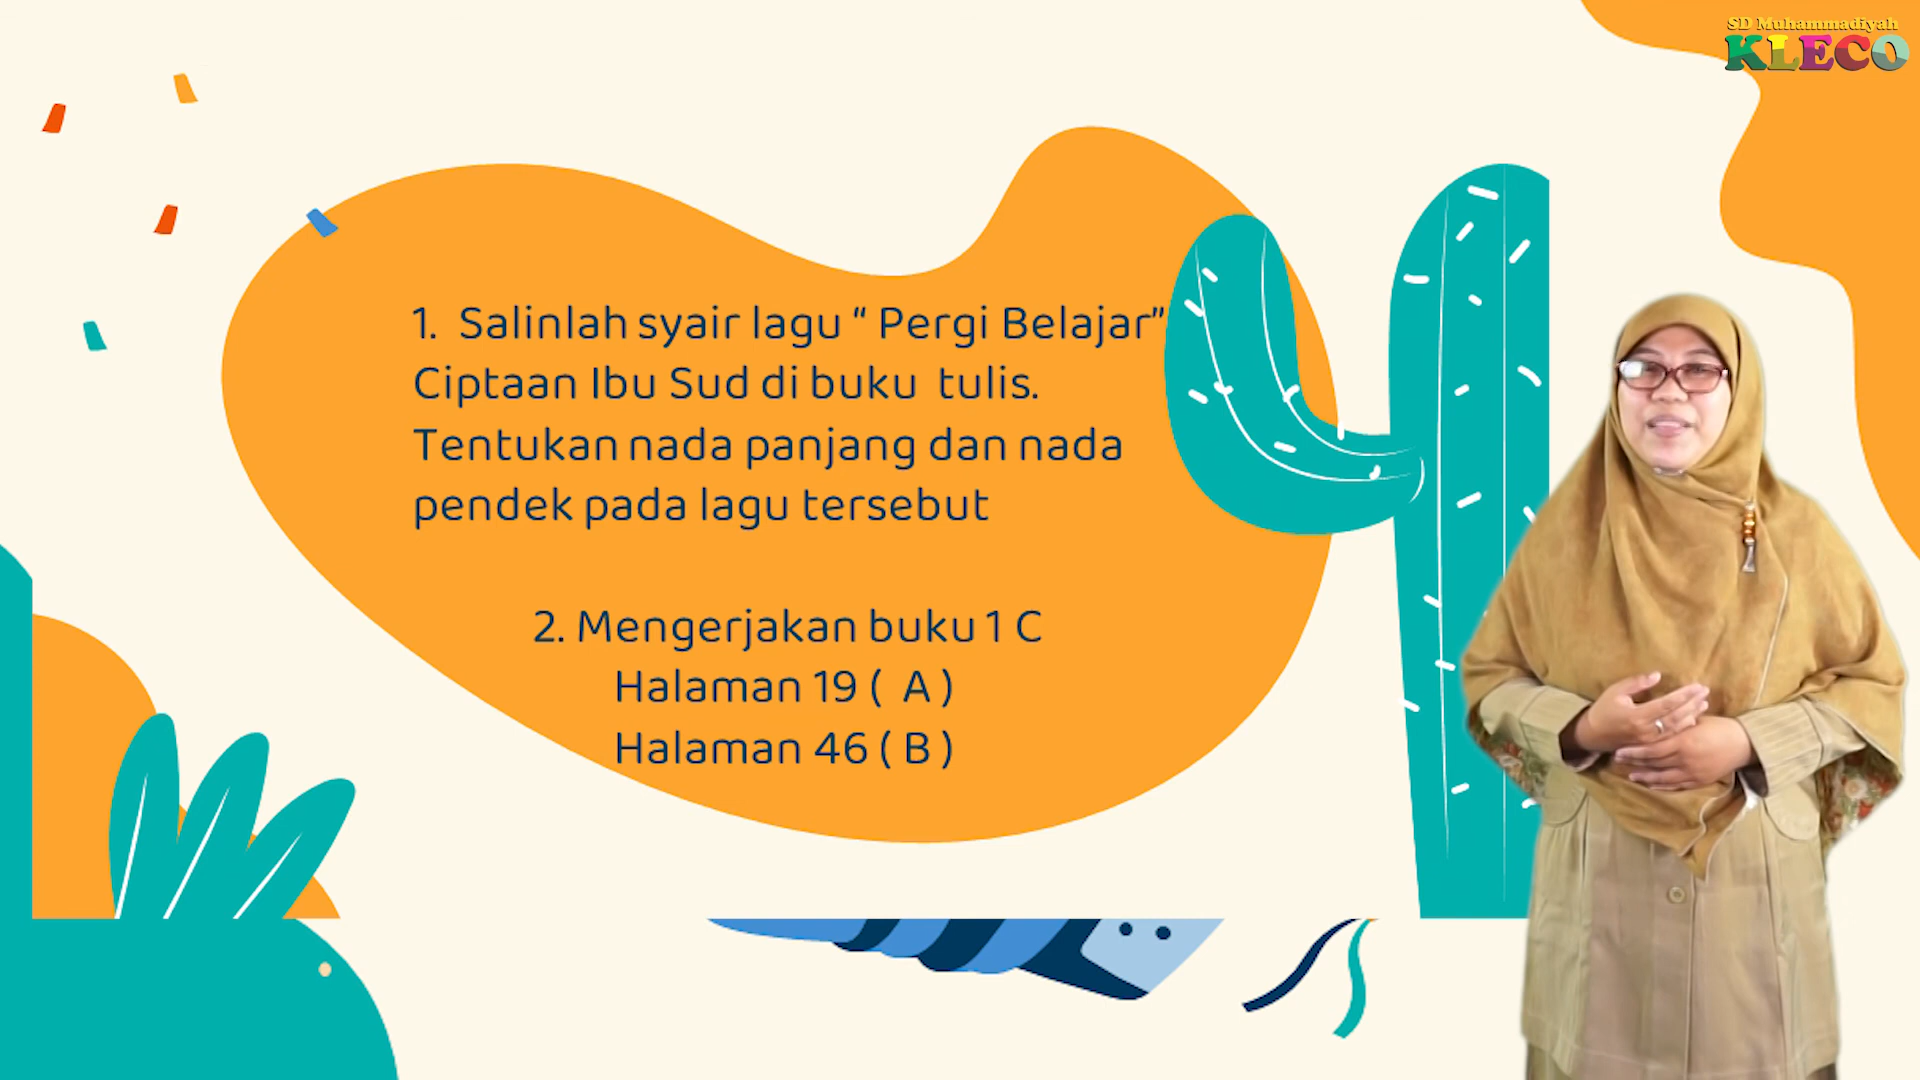 SD Muhammadiyah
KLECO
1. Salinlah syair lagu “ Pergi Belajar”
Ciptaan Ibu Sud di buku tulis.
Tentukan nada panjang dan nada
pendek pada lagu tersebut
2. Mengerjakan buku 1 C
Halaman 19 ( A )
Halaman 46 ( B )